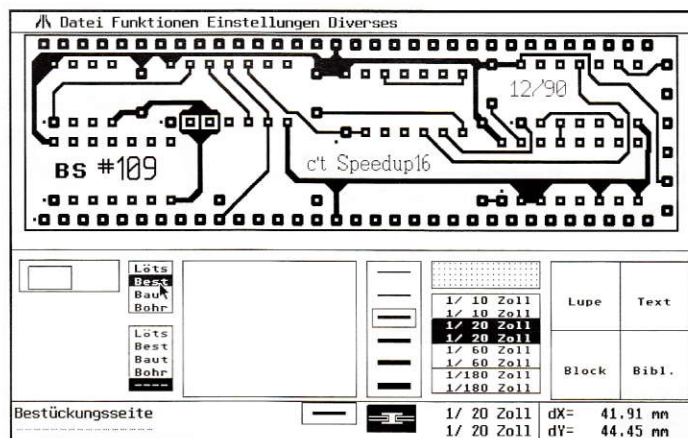 Datei Funktionen Einstellungen Diverses
12/'90
BS #109
c't Speedup16
Löts
Best
Baut
Bohr
Löts
Best
Baut
Bohr
----
1/ 10 Zoll
1/ 10 Zoll
1/ 20 Zoll
1/ 20 Zoll
1/ 60 Zoll
1/ 60 Zoll
1/180 Zoll
1/180 Zoll
Lupe Text
Block Bibl.
Bestückungsseite
1/ 20 Zoll dX= 41.91 mm
1/ 20 Zoll dY= 44.45 mm